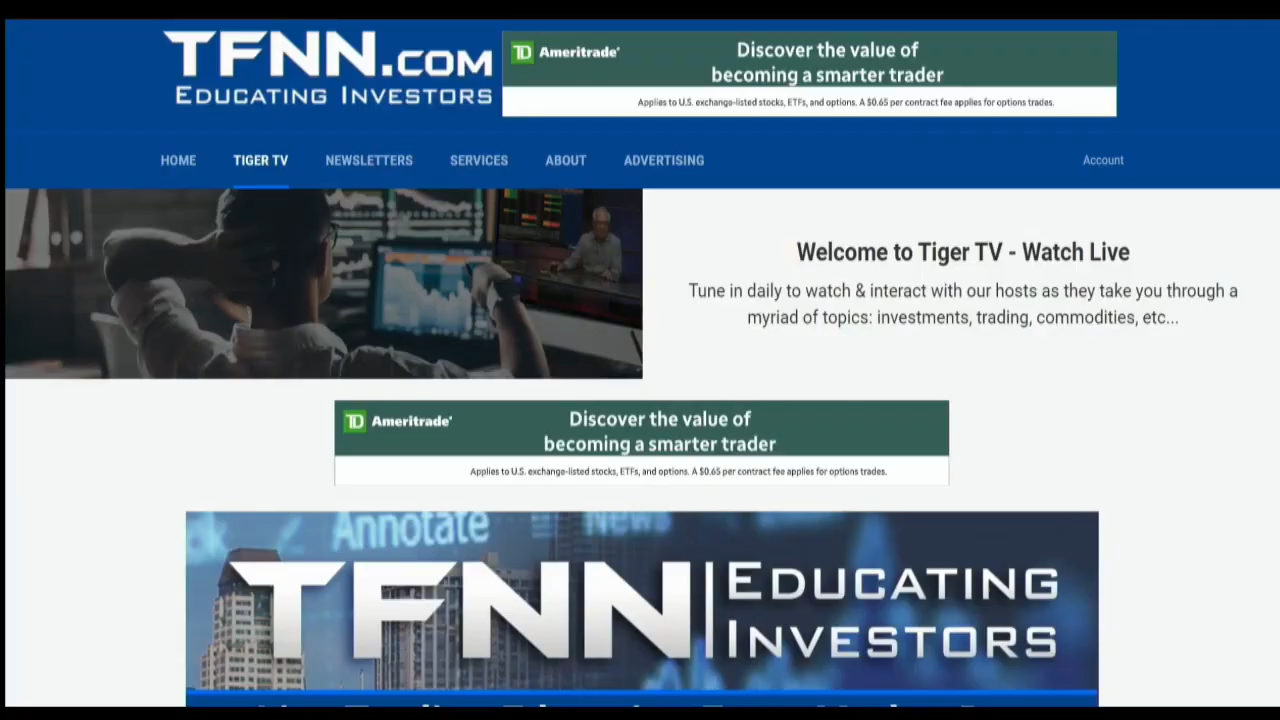 TFNN.COM
EDUCATING INVESTORS
TD Ameritrade
Discover the value of
becoming a smarter trader
Applies to U.S. exchange-listed stocks, ETFs, and options. A $0.65 per contract fee applies for options trades.
HOME TIGER TV NEWSLETTERS SERVICES ABOUT ADVERTISING Account
Welcome to Tiger TV - Watch Live
Tune in daily to watch & interact with our hosts as they take you through a
myriad of topics: investments, trading, commodities, etc...
TD Ameritrade
Discover the value of
becoming a smarter trader
Applies to U.S. exchange-listed stocks, ETFs, and options. A $0.65 per contract fee applies for options trades.
Annotate News
TFNN EDUCATING
INVESTORS